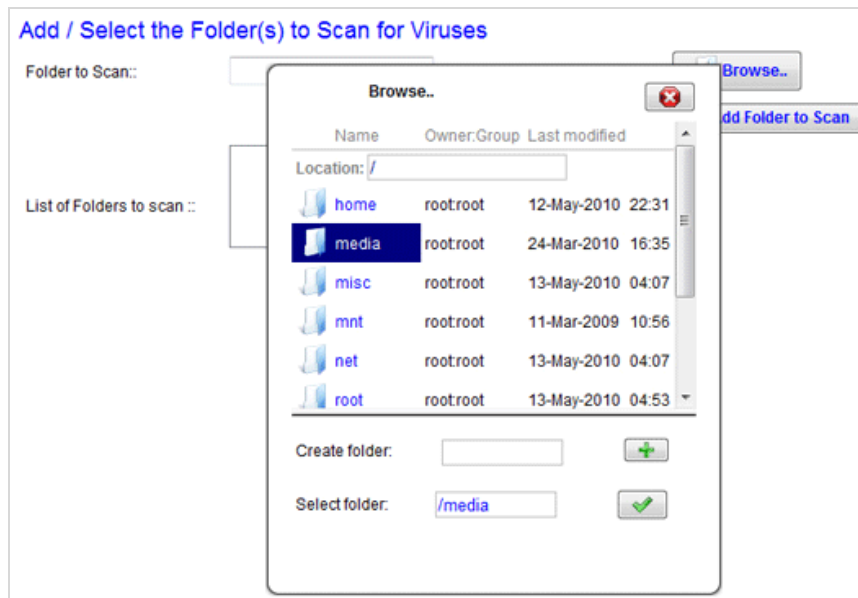 Add / Select the Folder(s) to Scan for Viruses
Folder to Scan::
Browse..
Browse..
dd Folder to Scan
Name Owner:Group Last modified
Location: /
home root:root 12-May-2010 22:31
List of Folders to scan ::
media root:root 24-Mar-2010 16:35
misc root:root 13-May-2010 04:07
mnt root:root 11-Mar-2009 10:56
net root:root 13-May-2010 04:07
root root:root 13-May-2010 04:53
Create folder:
Select folder: /media